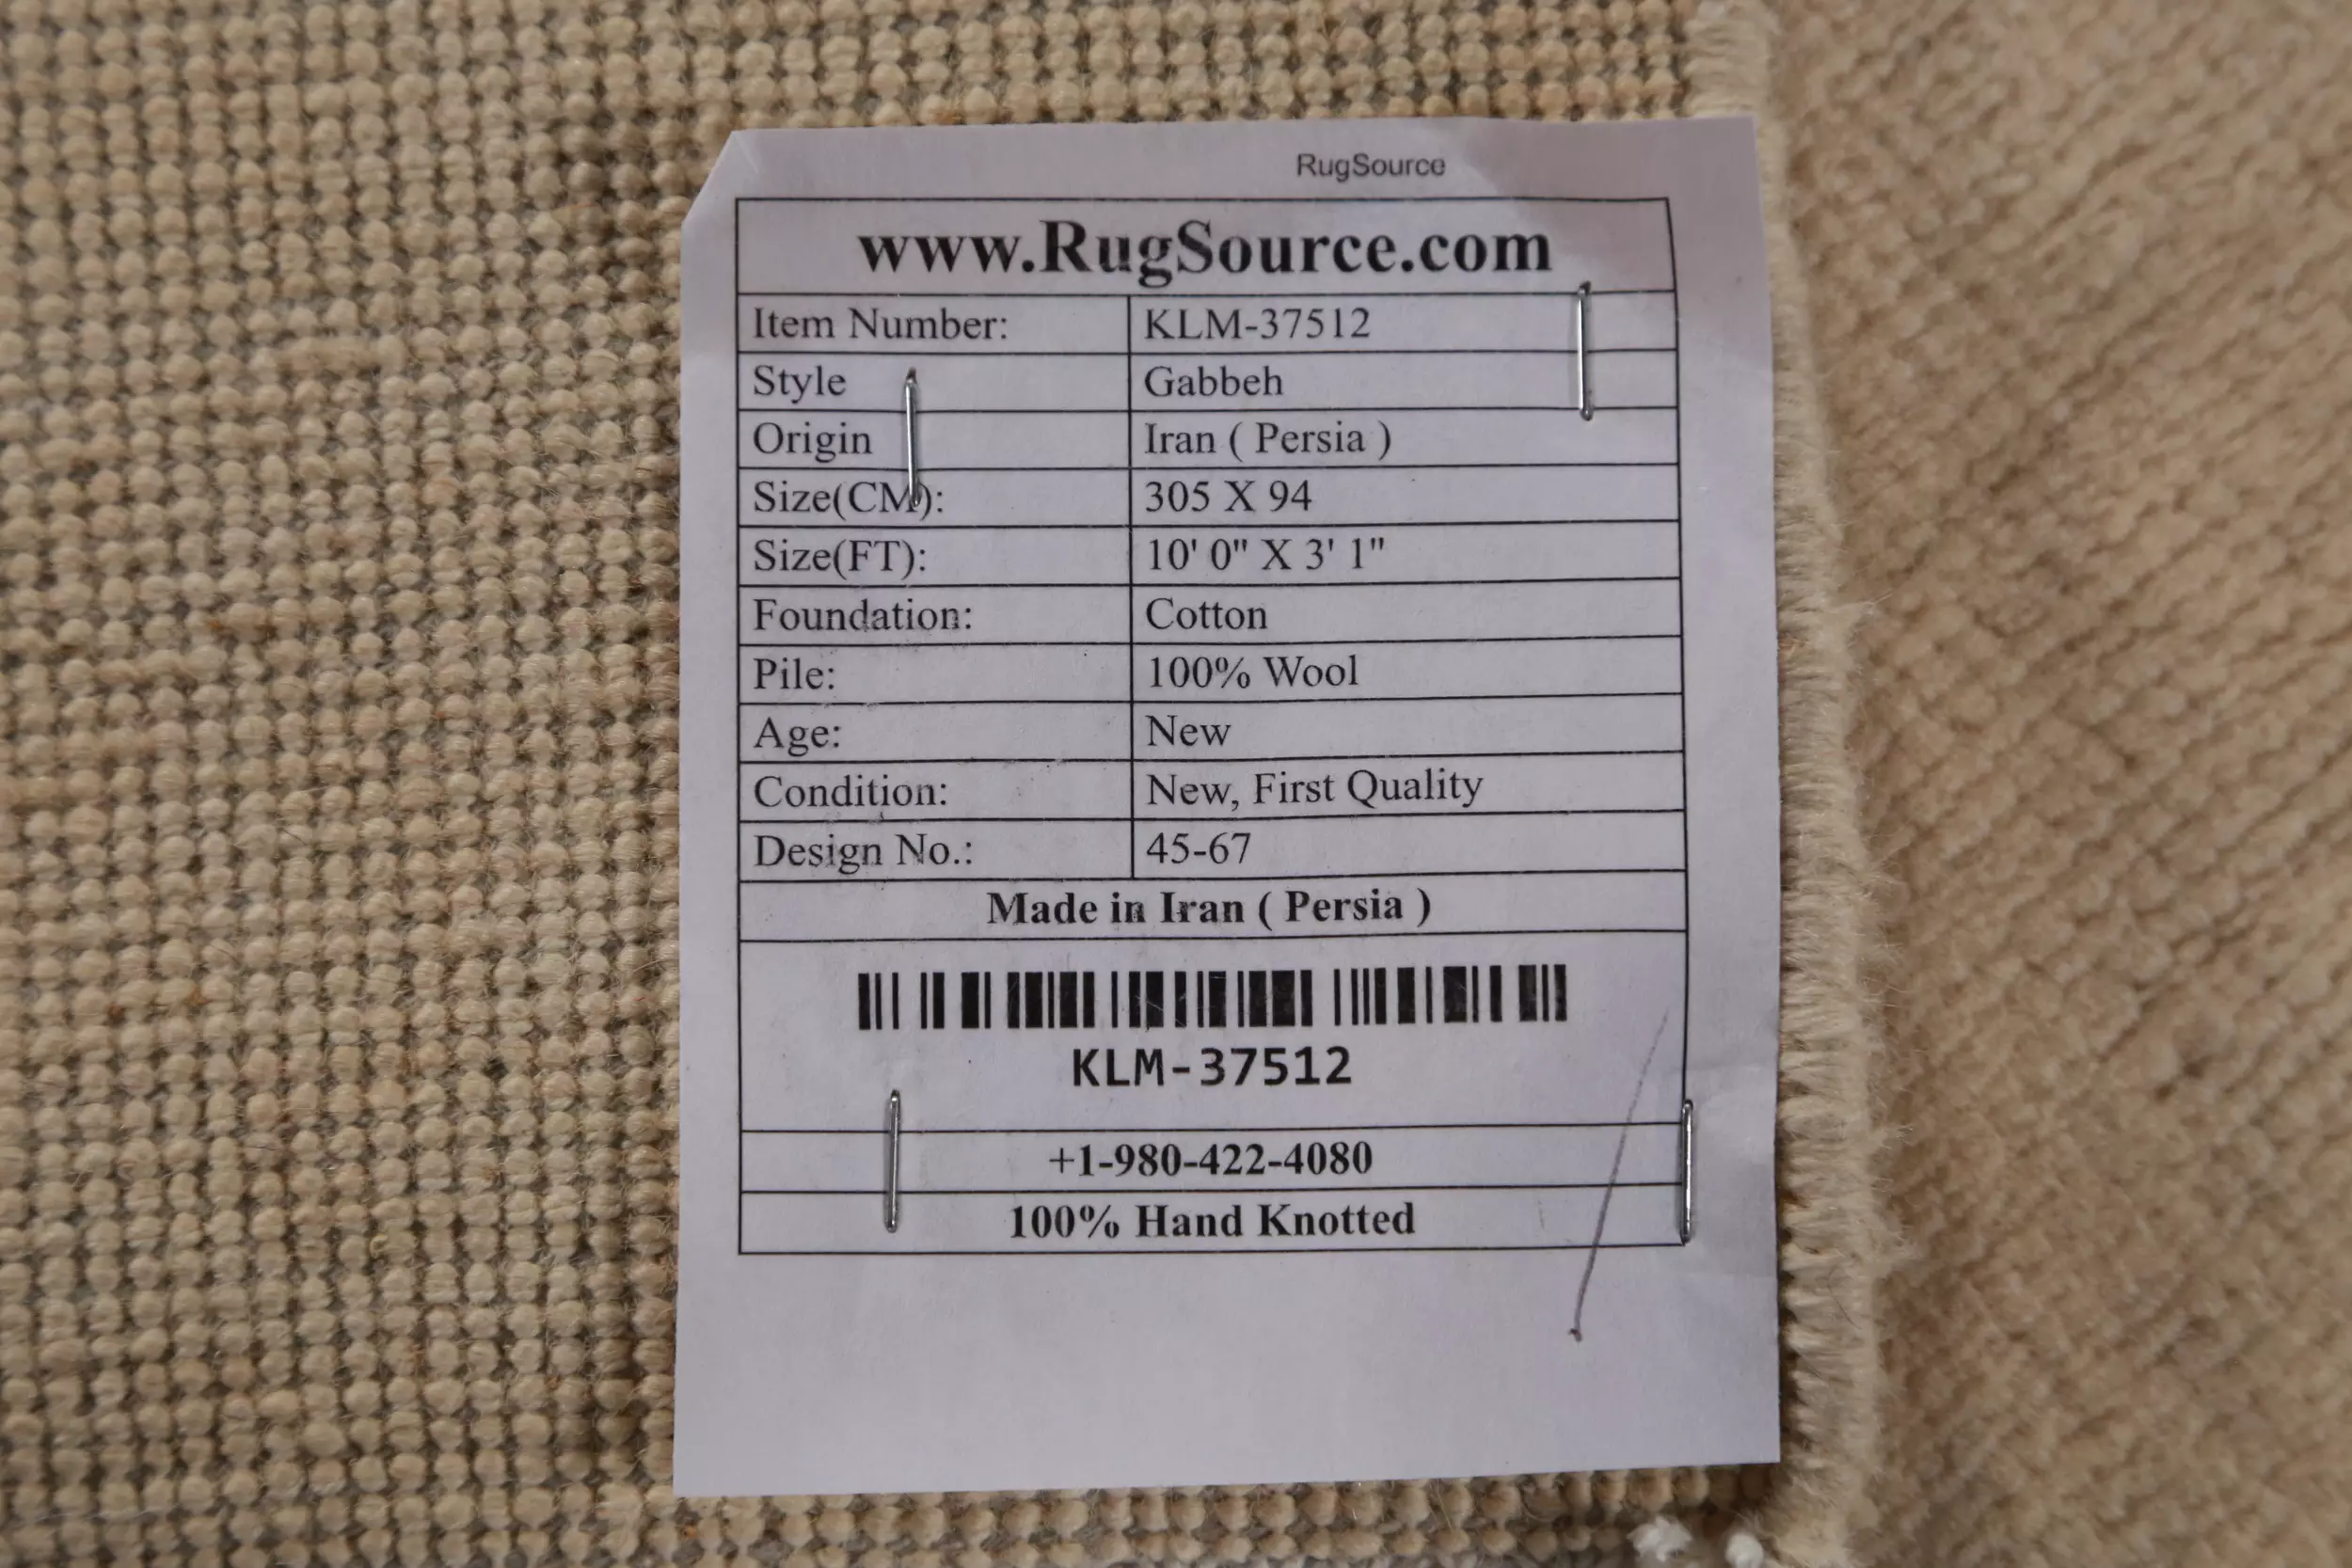 RugSource
www.RugSource.com
Item Number: KLM-37512
Style Gabbeh
Origin Iran ( Persia )
Size(CM): 305 X 94
Size(FT): 10' 0" X 3' 1"
Foundation: Cotton
Pile: 100% Wool
Age: New
Condition: New, First Quality
Design No.: 45-67
Made in Iran ( Persia )
KLM-37512
+1-980-422-4080
100% Hand Knotted